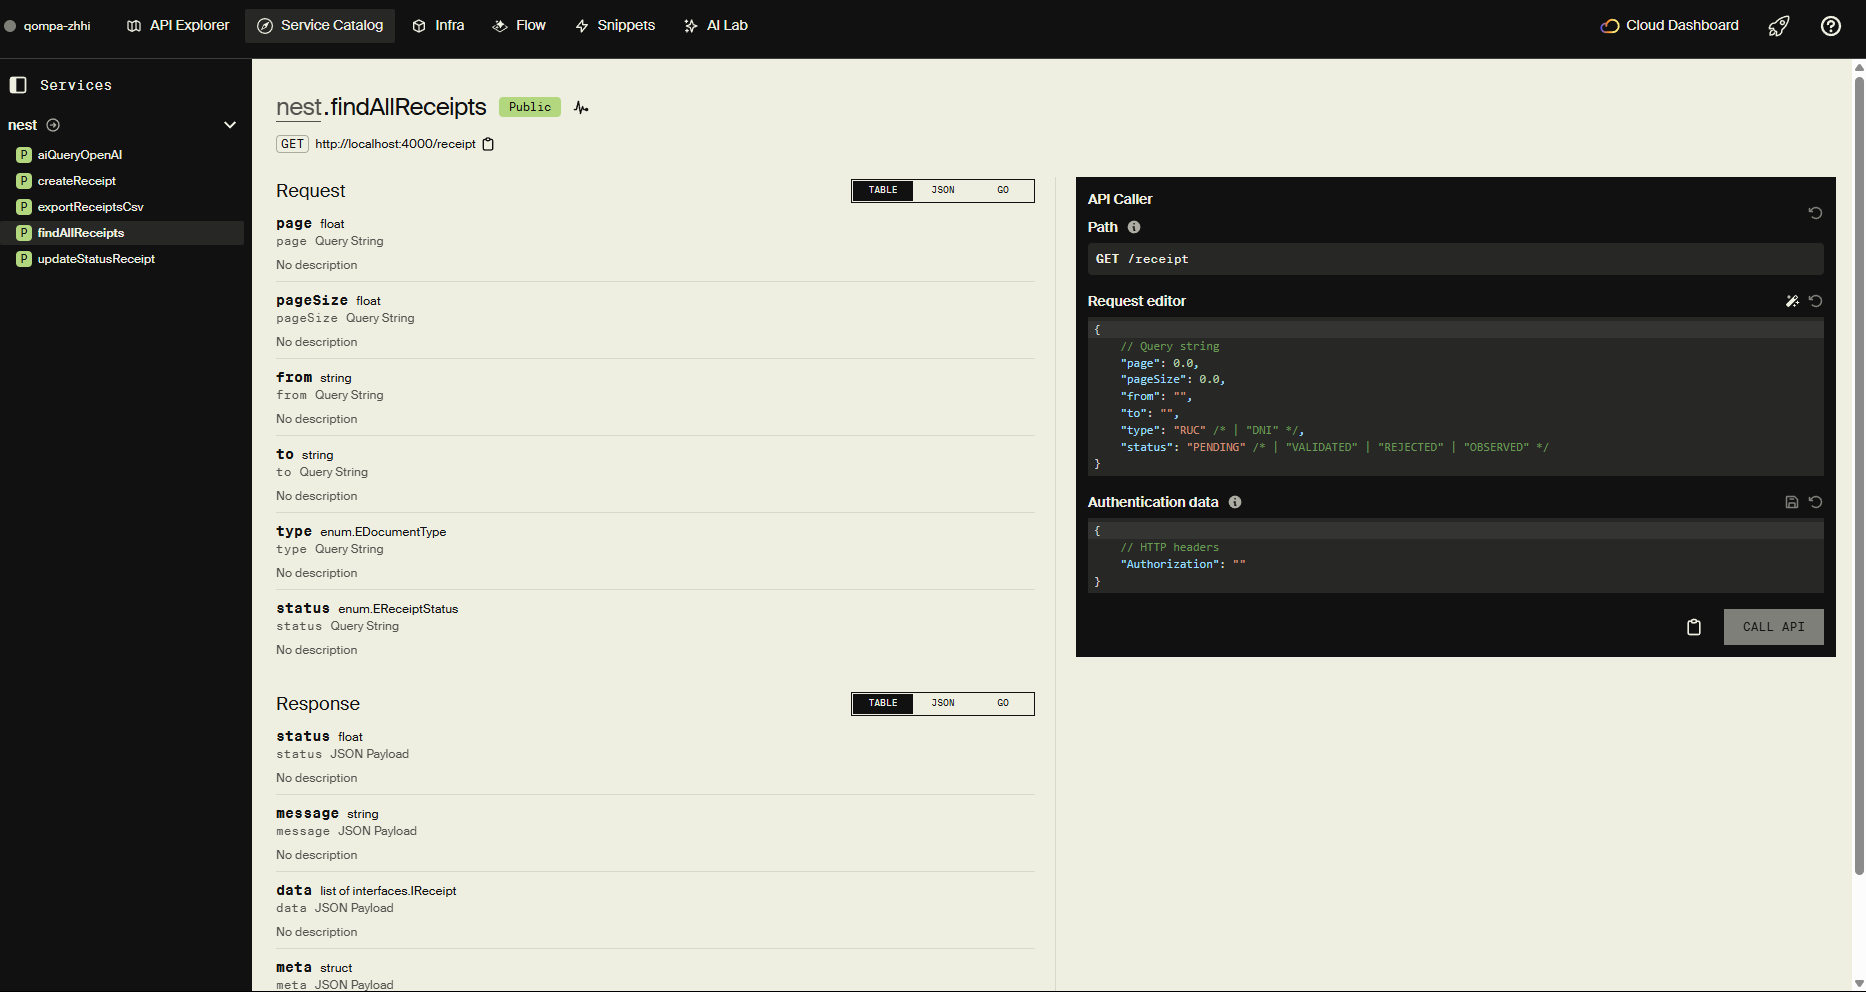 qompa-zhhi
API Explorer
Service Catalog
Infra
Flow
Snippets
AI Lab
Cloud Dashboard
Services
nest
P aiQueryOpenAI
P createReceipt
P exportReceiptsCsv
P findAllReceipts
P updateStatusReceipt
nest.findAllReceipts Public
GET http://localhost:4000/receipt
Request
TABLE JSON GO
page float
page Query String
No description
pageSize float
pageSize Query String
No description
from string
from Query String
No description
to string
to Query String
No description
type enum.EDocumentType
type Query String
No description
status enum.EReceiptStatus
status Query String
No description
Response
TABLE JSON GO
status float
status JSON Payload
No description
message string
message JSON Payload
No description
data list of interfaces.IReceipt
data JSON Payload
No description
meta struct
meta JSON Payload
API Caller
Path
GET /receipt
Request editor
{
// Query string
"page": 0.0,
"pageSize": 0.0,
"from": "",
"to": "",
"type": "RUC" /* | "DNI" */,
"status": "PENDING" /* | "VALIDATED" | "REJECTED" | "OBSERVED" */
}
Authentication data
{
// HTTP headers
"Authorization": ""
}
CALL API